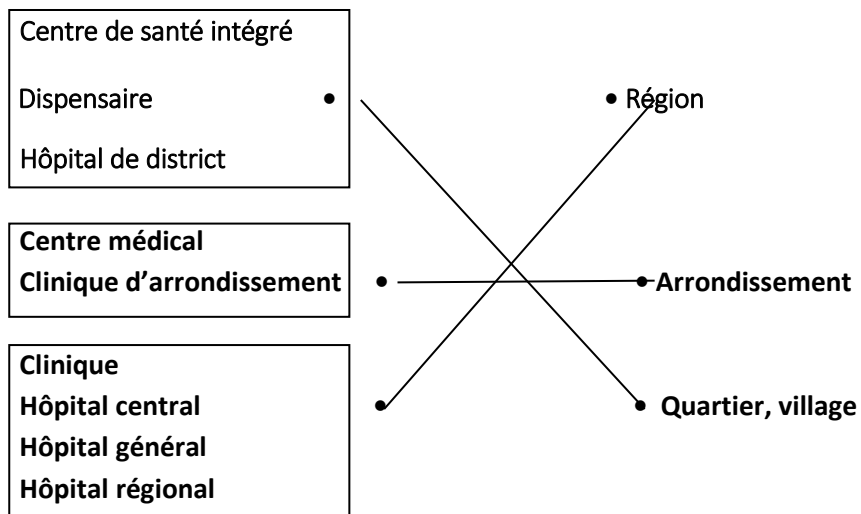 Centre de santé intégré
Dispensaire • • Région
Hôpital de district
Centre médical
Clinique d’arrondissement • • Arrondissement
Clinique
Hôpital central • • Quartier, village
Hôpital général
Hôpital régional